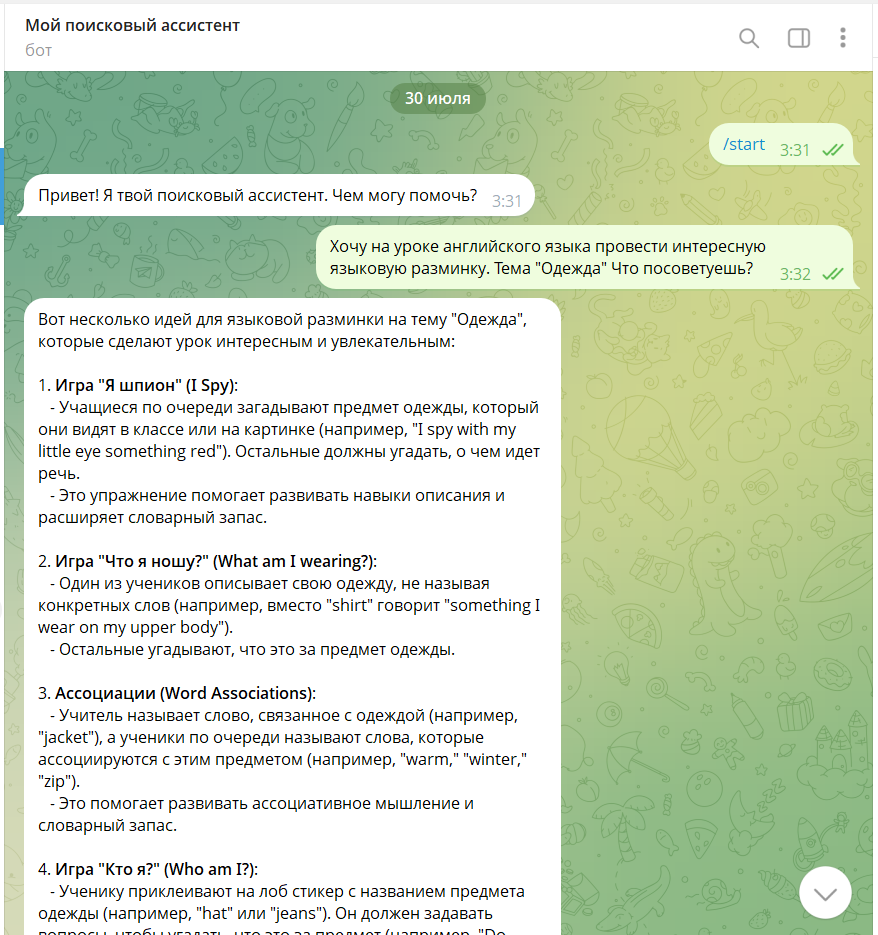 Мой поисковый ассистент
бот
30 июля
/start 3:31
Привет! Я твой поисковый ассистент. Чем могу помочь? 3:31
Хочу на уроке английского языка провести интересную
языковую разминку. Тема "Одежда" Что посоветуешь? 3:32
Вот несколько идей для языковой разминки на тему "Одежда",
которые сделают урок интересным и увлекательным:
1. Игра "Я шпион" (I Spy):
- Учащиеся по очереди загадывают предмет одежды, который
они видят в классе или на картинке (например, "I spy with my
little eye something red"). Остальные должны угадать, о чем идет
речь.
- Это упражнение помогает развивать навыки описания и
расширяет словарный запас.
2. Игра "Что я ношу?" (What am I wearing?):
- Один из учеников описывает свою одежду, не называя
конкретных слов (например, вместо "shirt" говорит "something I
wear on my upper body").
- Остальные угадывают, что это за предмет одежды.
3. Ассоциации (Word Associations):
- Учитель называет слово, связанное с одеждой (например,
"jacket"), а ученики по очереди называют слова, которые
ассоциируются с этим предметом (например, "warm," "winter,"
"zip").
- Это помогает развивать ассоциативное мышление и
словарный запас.
4. Игра "Кто я?" (Who am I?):
- Ученику приклеивают на лоб стикер с названием предмета
одежды (например, "hat" или "jeans"). Он должен задавать
вопросы, чтобы угадать, что это за предмет (например, "Do